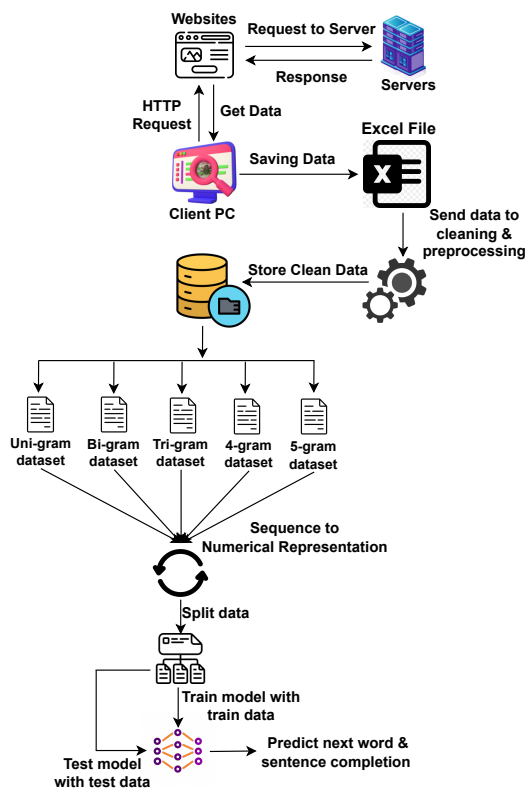 Websites
Request to Server
Response
Servers
HTTP
Request
Get Data
Excel File
X
Saving Data
Client PC
Send data to
cleaning &
preprocessing
Store Clean Data
Uni-gram
dataset
Bi-gram
dataset
Tri-gram
dataset
4-gram
dataset
5-gram
dataset
Sequence to
Numerical Representation
Split data
Train model with
train data
Test model
with test data
Predict next word &
sentence completion